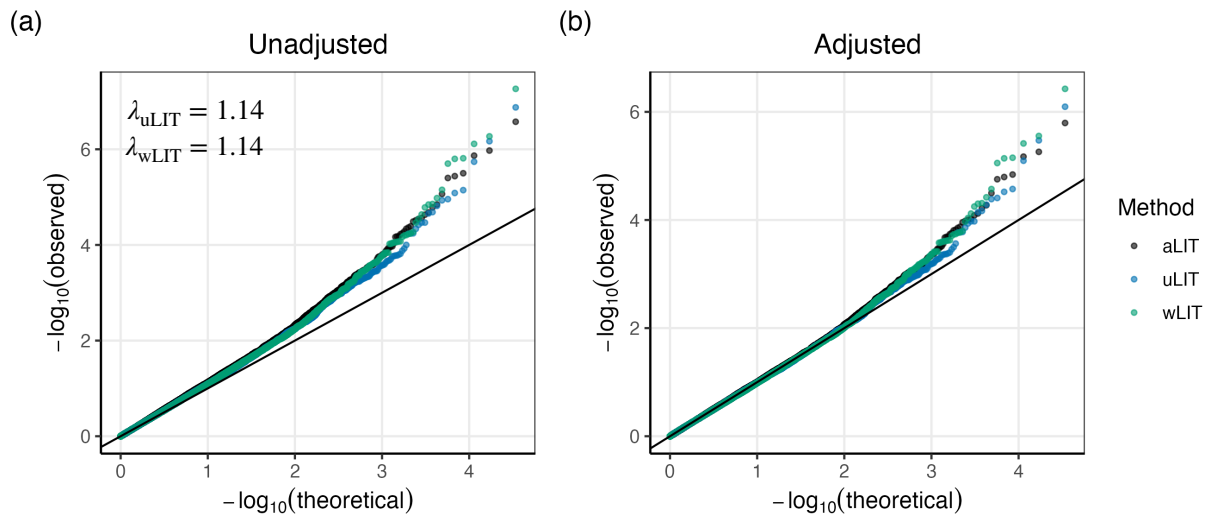 (a)
Unadjusted
λuLIT = 1.14
λwLIT = 1.14
−log10(observed)
6
4
2
0
0 1 2 3 4
−log10(theoretical)
(b)
Adjusted
−log10(observed)
6
4
2
0
0 1 2 3 4
−log10(theoretical)
Method
aLIT
uLIT
wLIT